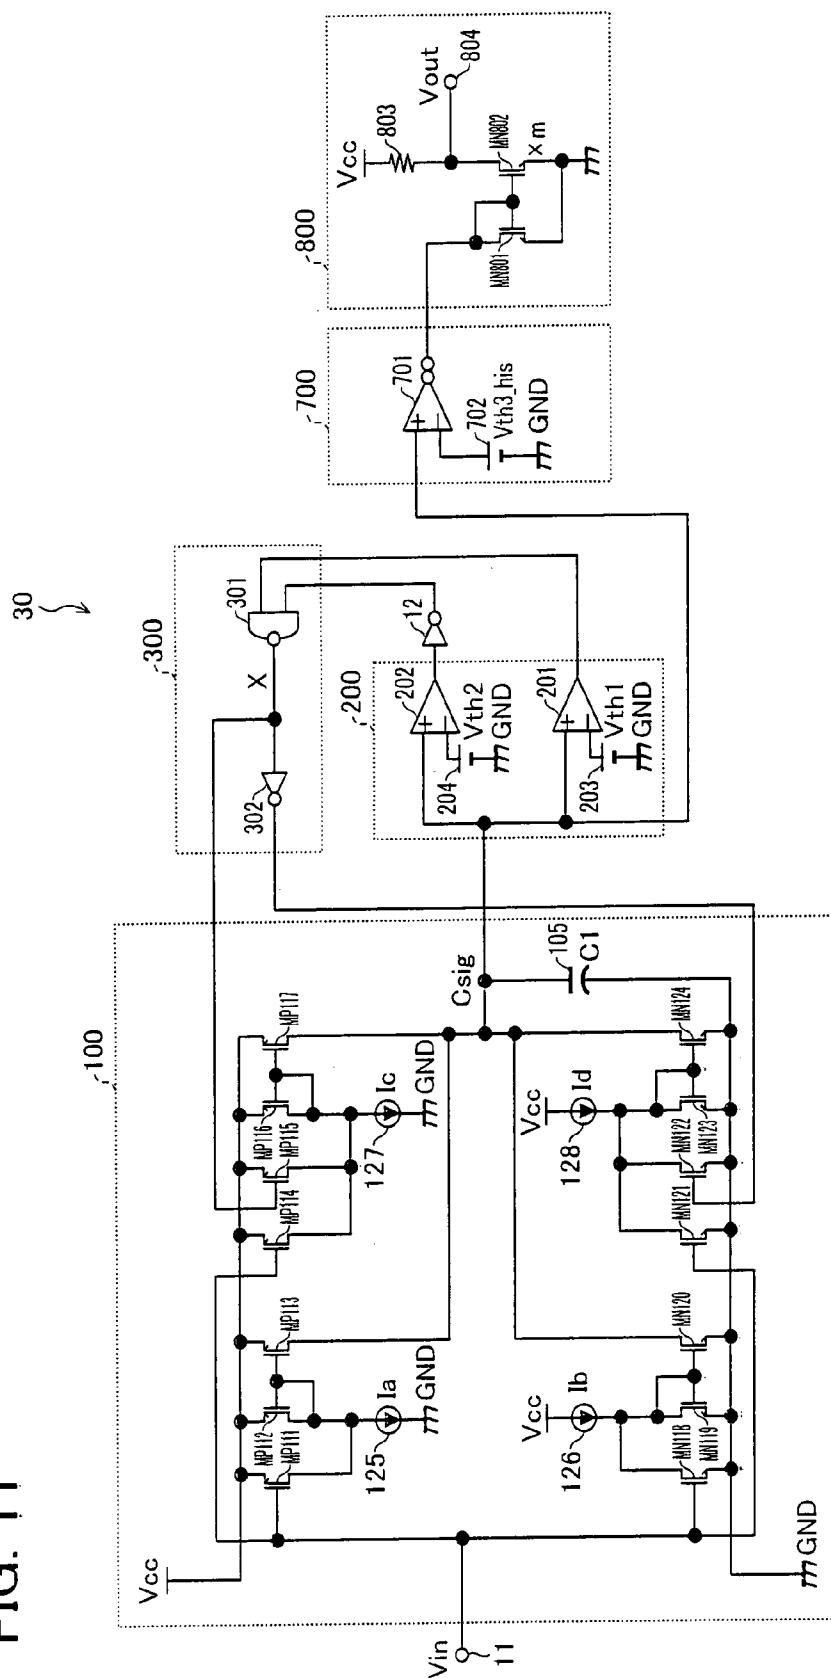 FIG. 11
30
100
Vcc
MP111
MP112
MP113
125
Ia
GND
MP114
MP115
MP116
MP117
127
Ic
GND
Vin
11
Csig
105
C1
Vcc
126
Ib
MN118
MN119
MN120
Vcc
128
Id
MN121
MN122
MN123
MN124
GND
300
301
X
302
12
200
202
204
Vth2
GND
201
203
Vth1
GND
700
701
702
Vth3_his
GND
800
Vcc
803
Vout
804
MN801
MN802
x m